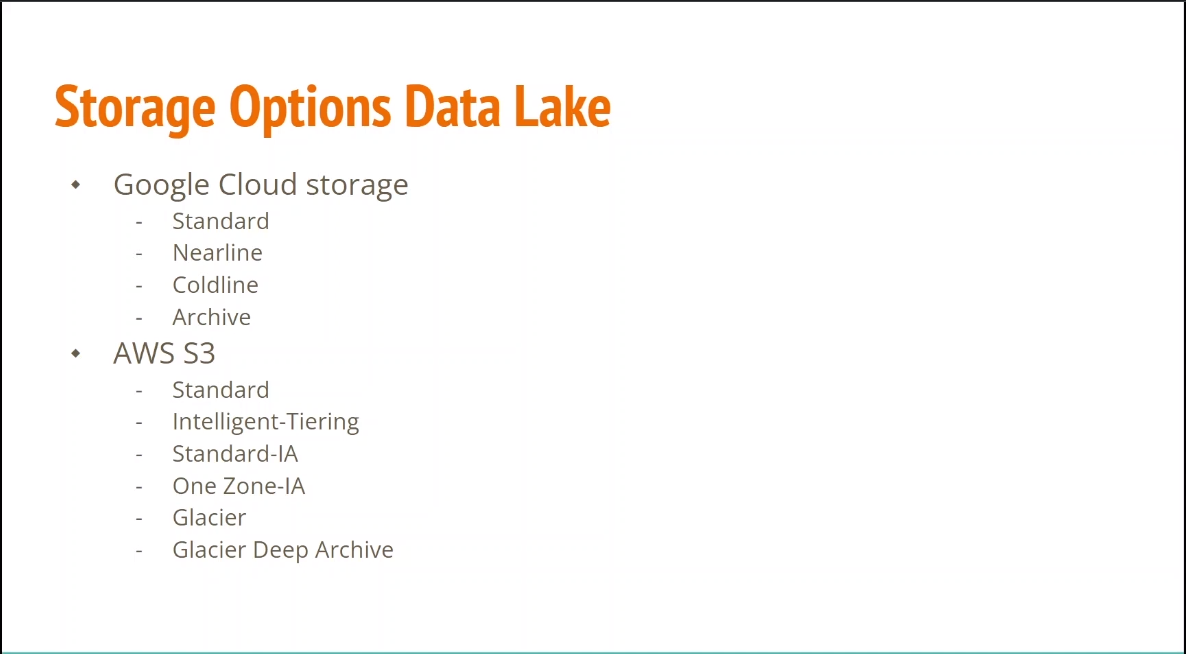 Storage Options Data Lake
◆ Google Cloud storage
- Standard
- Nearline
- Coldline
- Archive
◆ AWS S3
- Standard
- Intelligent-Tiering
- Standard-IA
- One Zone-IA
- Glacier
- Glacier Deep Archive